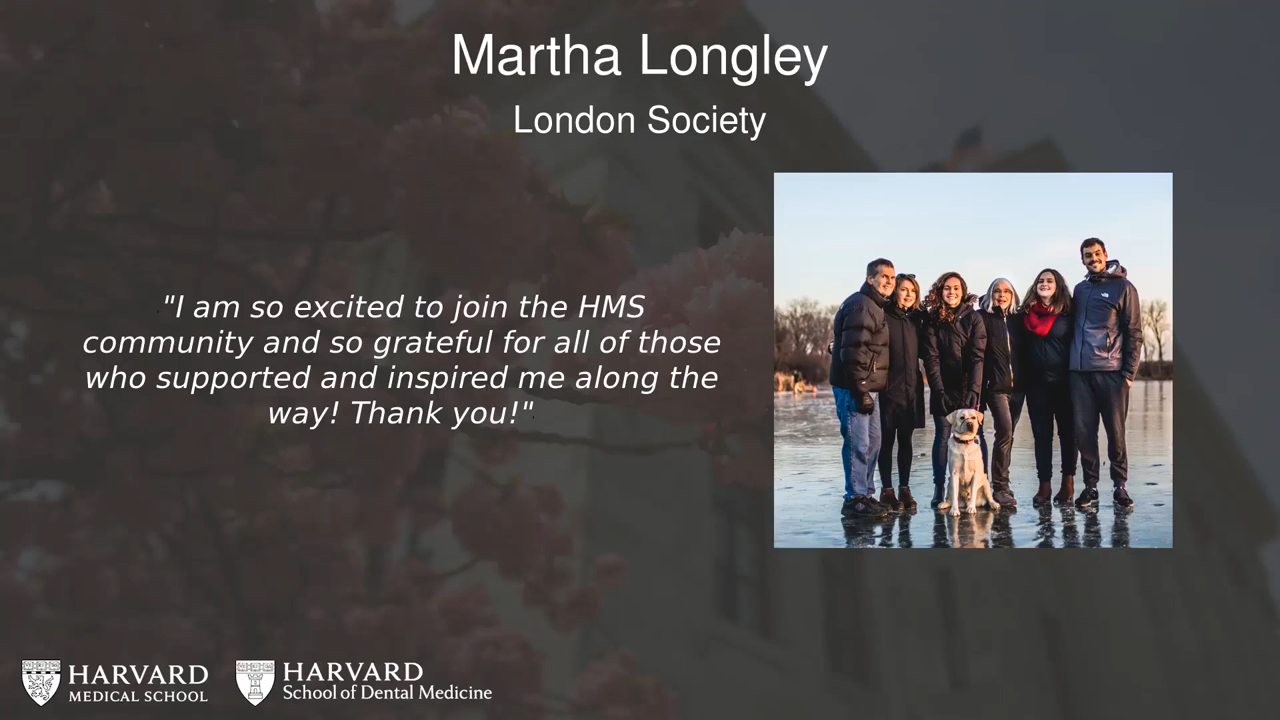 Martha Longley
London Society
"I am so excited to join the HMS
community and so grateful for all of those
who supported and inspired me along the
way! Thank you!"
HARVARD
MEDICAL SCHOOL
HARVARD
School of Dental Medicine